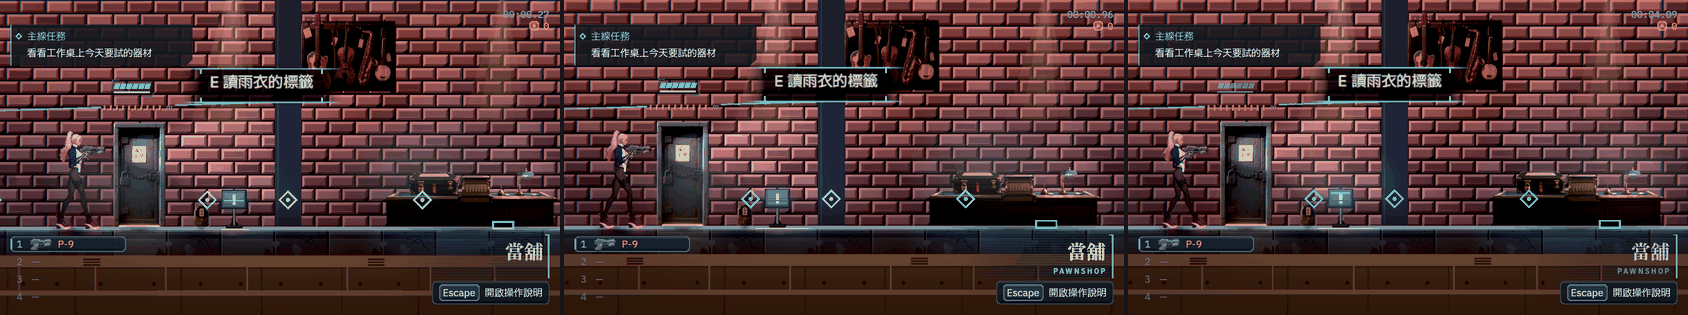 主線任務
看看工作桌上今天要試的器材
00:00.27
0
E 讀雨衣的標籤
1 P-9
2 —
3 —
4 —
當舖
Escape 開啟操作說明
主線任務
看看工作桌上今天要試的器材
00:00.96
0
E 讀雨衣的標籤
1 P-9
2 —
3 —
4 —
當舖
PAWNSHOP
Escape 開啟操作說明
主線任務
看看工作桌上今天要試的器材
00:04.09
0
E 讀雨衣的標籤
1 P-9
2 —
3 —
4 —
當舖
PAWNSHOP
Escape 開啟操作說明